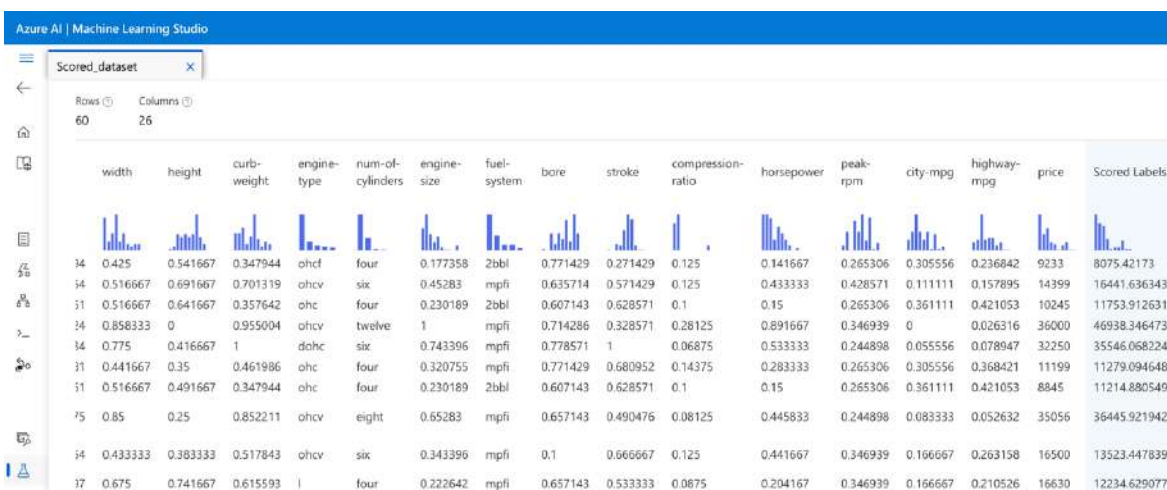 Azure AI | Machine Learning Studio
Scored_dataset ×
Rows Columns
60 26
width height curb-weight engine-type num-of-cylinders engine-size fuel-system bore stroke compression-ratio horsepower peak-rpm city-mpg highway-mpg price Scored Labels
34 0.425 0.541667 0.347944 ohcf four 0.177358 2bbl 0.771429 0.271429 0.125 0.141667 0.265306 0.305556 0.236842 9233 8075.42173
54 0.516667 0.691667 0.701319 ohcv six 0.45283 mpfi 0.635714 0.571429 0.125 0.433333 0.428571 0.111111 0.157895 14399 16441.636343
51 0.516667 0.641667 0.357642 ohc four 0.230189 2bbl 0.607143 0.628571 0.1 0.15 0.265306 0.361111 0.421053 10245 11753.912631
34 0.858333 0 0.955004 ohcv twelve 1 mpfi 0.714286 0.328571 0.28125 0.891667 0.346939 0 0.026316 36000 46938.346473
34 0.775 0.416667 1 dohc six 0.743396 mpfi 0.778571 1 0.06875 0.533333 0.244898 0.055556 0.078947 32250 35546.068224
31 0.441667 0.35 0.461986 ohc four 0.320755 mpfi 0.771429 0.680952 0.14375 0.283333 0.265306 0.305556 0.368421 11199 11279.094648
51 0.516667 0.491667 0.347944 ohc four 0.230189 2bbl 0.607143 0.628571 0.1 0.15 0.265306 0.361111 0.421053 8845 11214.880549
75 0.85 0.25 0.852211 ohcv eight 0.65283 mpfi 0.657143 0.490476 0.08125 0.445833 0.244898 0.083333 0.052632 35056 36445.921942
54 0.433333 0.383333 0.517843 ohcv six 0.343396 mpfi 0.1 0.666667 0.125 0.441667 0.346939 0.166667 0.263158 16500 13523.447839
37 0.675 0.741667 0.615593 l four 0.222642 mpfi 0.657143 0.533333 0.0875 0.204167 0.346939 0.166667 0.210526 16630 12234.629077